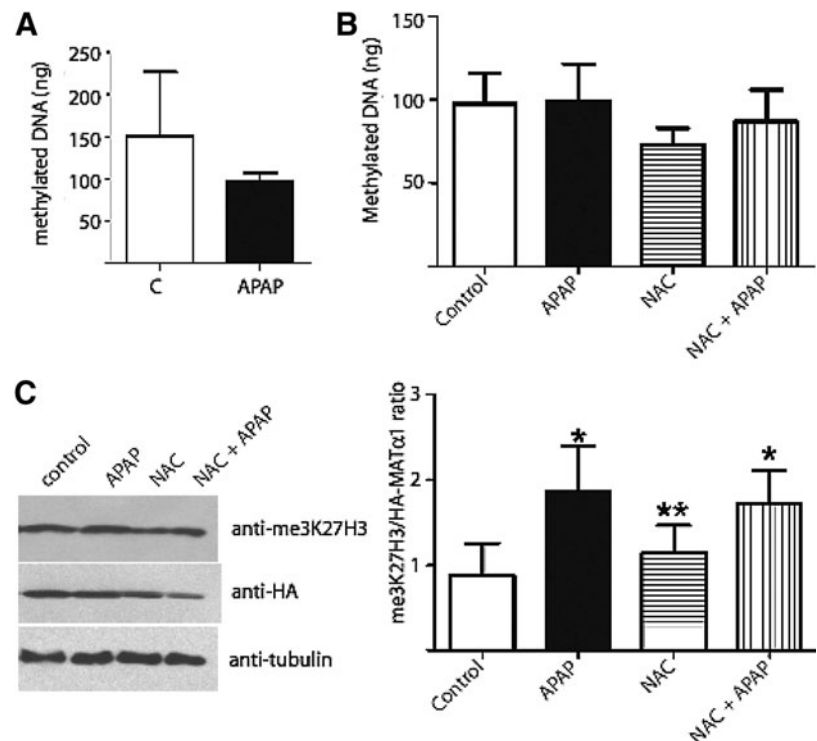 A
methylated DNA (ng)
250
200
150
100
50
C
APAP
B
Methylated DNA (ng)
150
100
50
Control
APAP
NAC
NAC + APAP
C
control
APAP
NAC
NAC + APAP
anti-me3K27H3
anti-HA
anti-tubulin
me3K27H3/HA-MATα1 ratio
3
2
1
*
**
*
Control
APAP
NAC
NAC + APAP